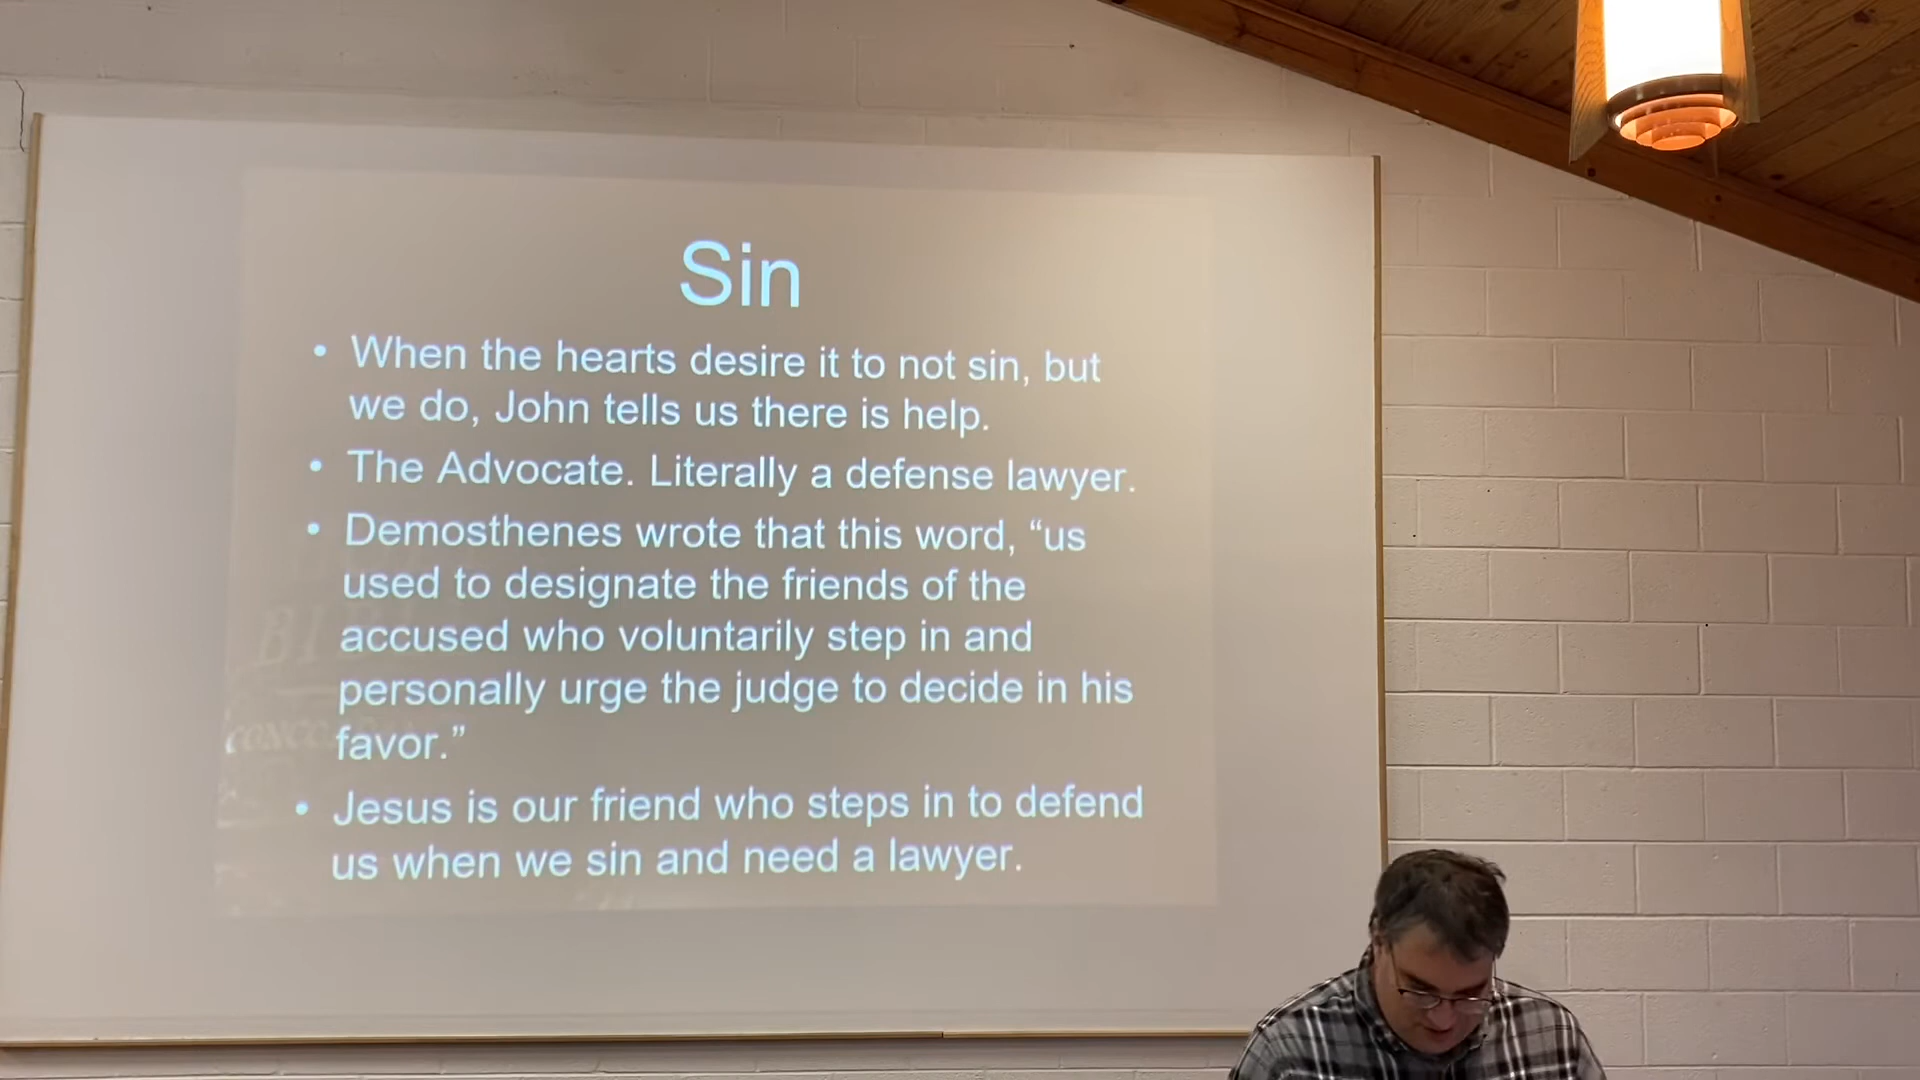 Sin
• When the hearts desire it to not sin, but
we do, John tells us there is help.
• The Advocate. Literally a defense lawyer.
• Demosthenes wrote that this word, “us
used to designate the friends of the
accused who voluntarily step in and
personally urge the judge to decide in his
favor.”
• Jesus is our friend who steps in to defend
us when we sin and need a lawyer.